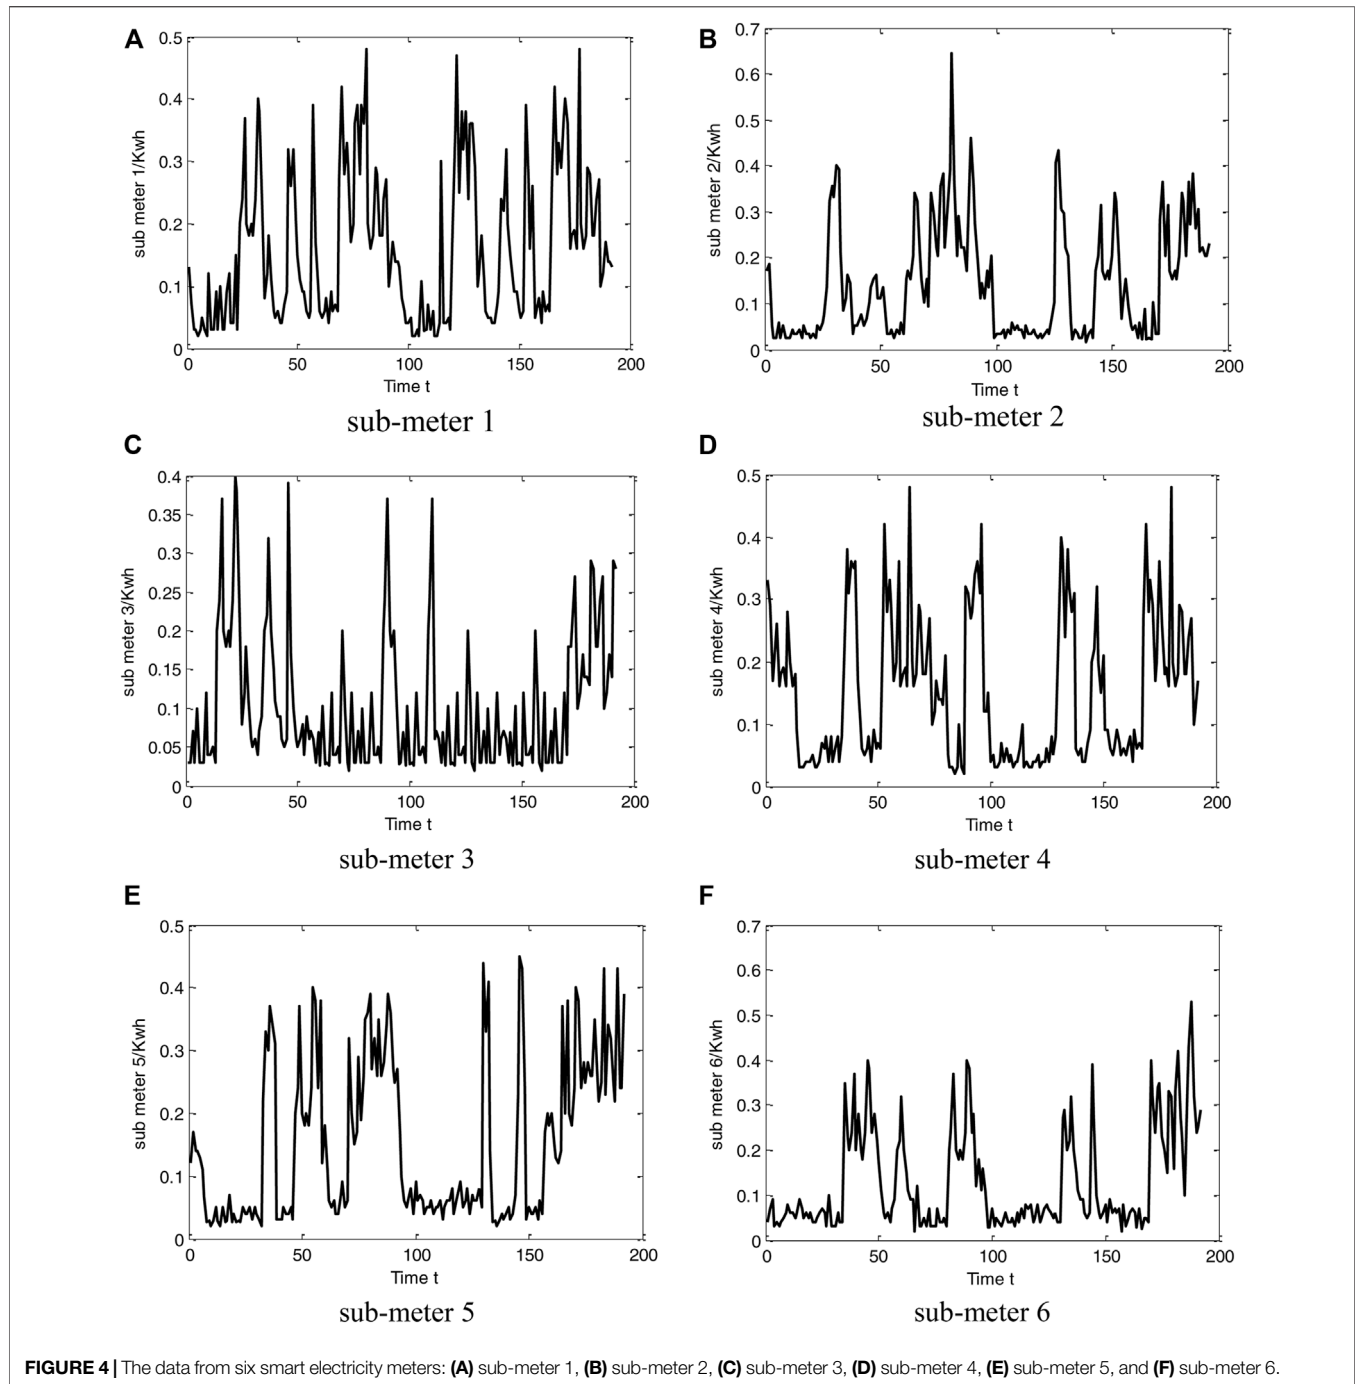 A
0.5
0.4
0.3
0.2
0.1
0
sub meter 1/Kwh
0 50 100 150 200
Time t
sub-meter 1
B
0.7
0.6
0.5
0.4
0.3
0.2
0.1
0
sub meter 2/Kwh
0 50 100 150 200
Time t
sub-meter 2
C
0.4
0.35
0.3
0.25
0.2
0.15
0.1
0.05
0
sub meter 3/Kwh
0 50 100 150 200
Time t
sub-meter 3
D
0.5
0.4
0.3
0.2
0.1
0
sub meter 4/Kwh
0 50 100 150 200
Time t
sub-meter 4
E
0.5
0.4
0.3
0.2
0.1
0
sub meter 5/Kwh
0 50 100 150 200
Time t
sub-meter 5
F
0.7
0.6
0.5
0.4
0.3
0.2
0.1
0
sub meter 6/Kwh
0 50 100 150 200
Time t
sub-meter 6
FIGURE 4 | The data from six smart electricity meters: (A) sub-meter 1, (B) sub-meter 2, (C) sub-meter 3, (D) sub-meter 4, (E) sub-meter 5, and (F) sub-meter 6.